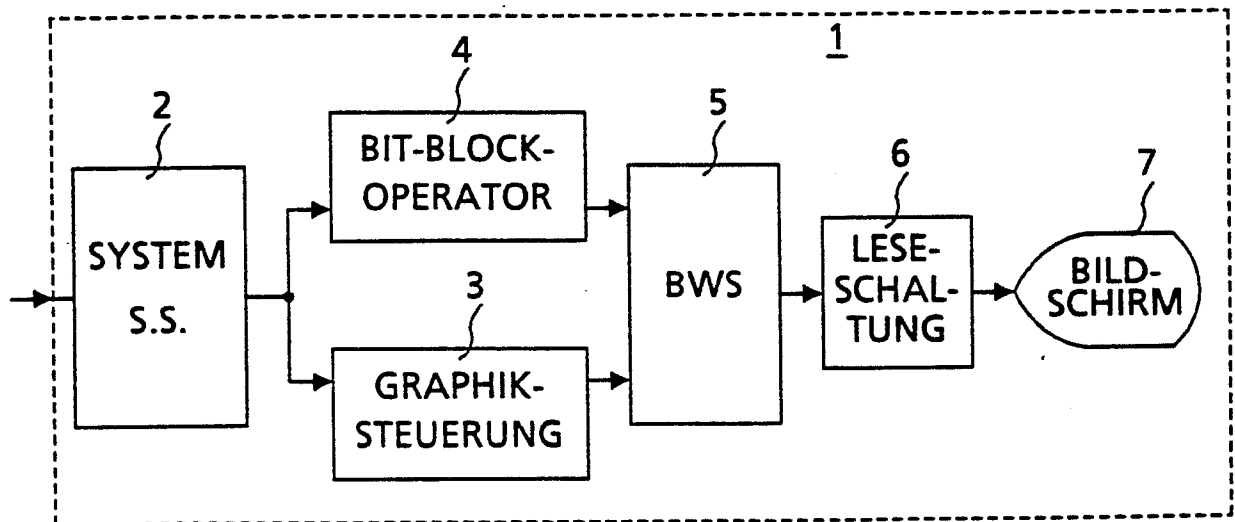 1
2
SYSTEM
S.S.
4
BIT-BLOCK-
OPERATOR
3
GRAPHIK-
STEUERUNG
5
BWS
6
LESE-
SCHAL-
TUNG
7
BILD-
SCHIRM